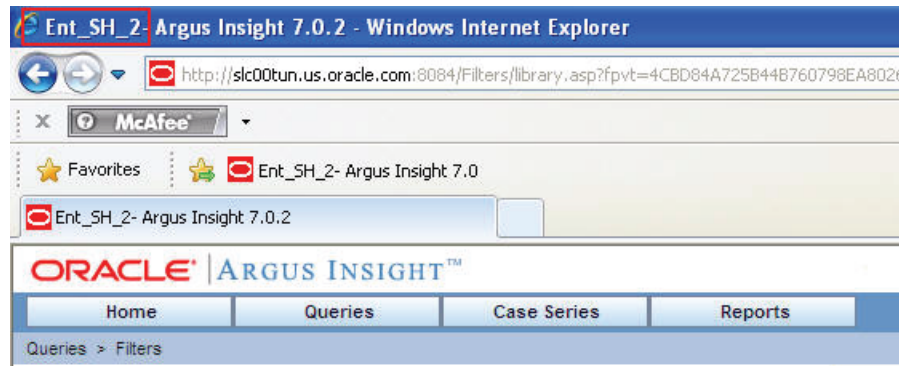 Ent_SH_2- Argus Insight 7.0.2 - Windows Internet Explorer
http://slc00tun.us.oracle.com:8084/Filters/library.asp?fpvt=4CBD84A725B44B760798EA802
X McAfee
Favorites Ent_SH_2- Argus Insight 7.0
Ent_SH_2- Argus Insight 7.0.2
ORACLE | ARGUS INSIGHT™
Home Queries Case Series Reports
Queries > Filters